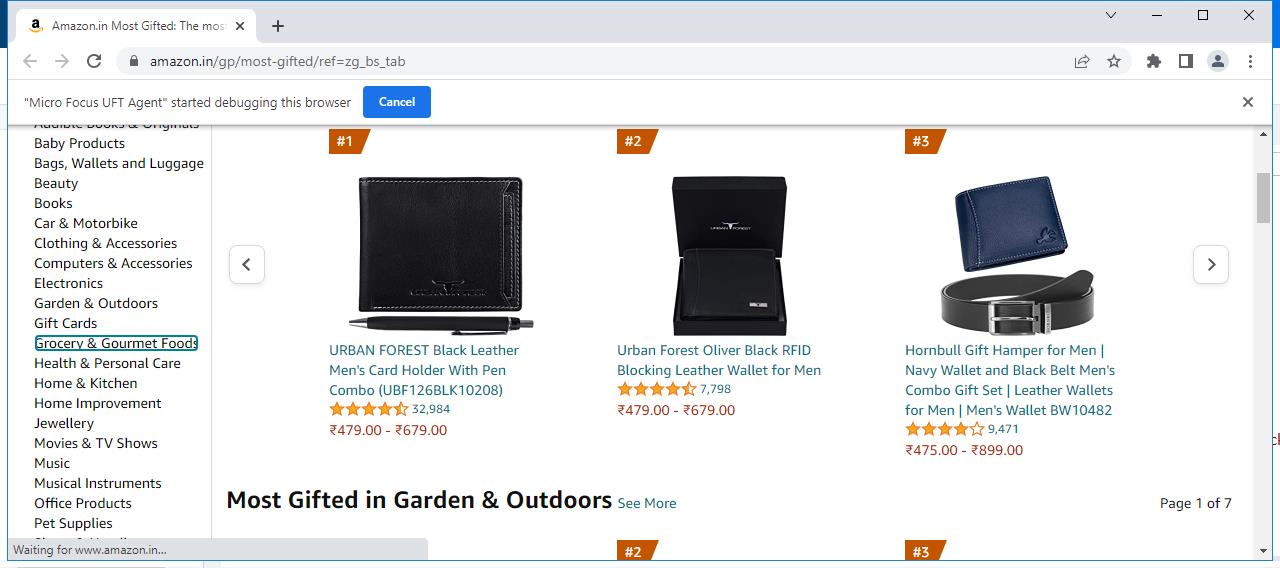 Amazon.in Most Gifted: The most
amazon.in/gp/most-gifted/ref=zg_bs_tab
"Micro Focus UFT Agent" started debugging this browser
Cancel
Audible Books & Originals
Baby Products
Bags, Wallets and Luggage
Beauty
Books
Car & Motorbike
Clothing & Accessories
Computers & Accessories
Electronics
Garden & Outdoors
Gift Cards
Grocery & Gourmet Foods
Health & Personal Care
Home & Kitchen
Home Improvement
Jewellery
Movies & TV Shows
Music
Musical Instruments
Office Products
Pet Supplies
#1
URBAN FOREST
URBAN FOREST Black Leather
Men's Card Holder With Pen
Combo (UBF126BLK10208)
32,984
₹479.00 - ₹679.00
#2
URBAN FOREST
Urban Forest Oliver Black RFID
Blocking Leather Wallet for Men
7,798
₹479.00 - ₹679.00
#3
Hornbull Gift Hamper for Men |
Navy Wallet and Black Belt Men's
Combo Gift Set | Leather Wallets
for Men | Men's Wallet BW10482
9,471
₹475.00 - ₹899.00
Most Gifted in Garden & Outdoors See More
Page 1 of 7
#2
#3
Waiting for www.amazon.in...